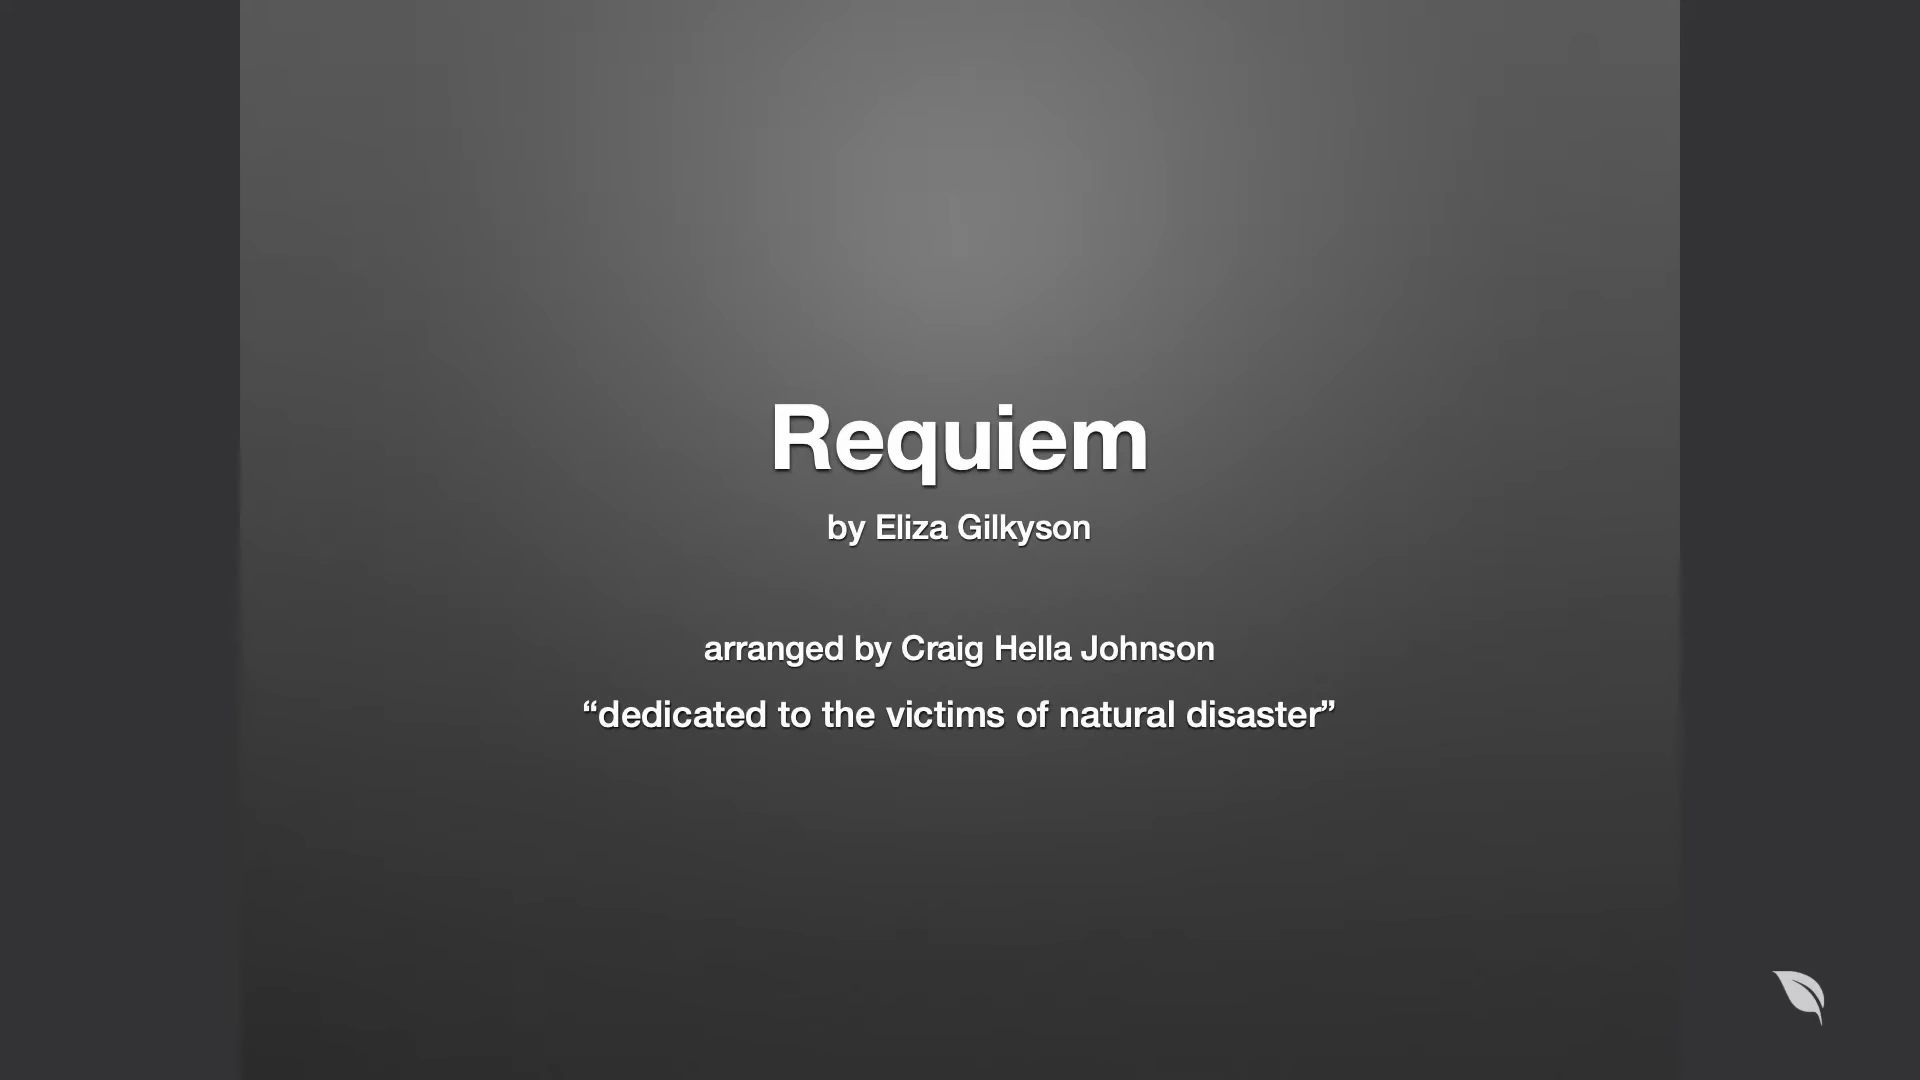 Requiem
by Eliza Gilkyson
arranged by Craig Hella Johnson
“dedicated to the victims of natural disaster”